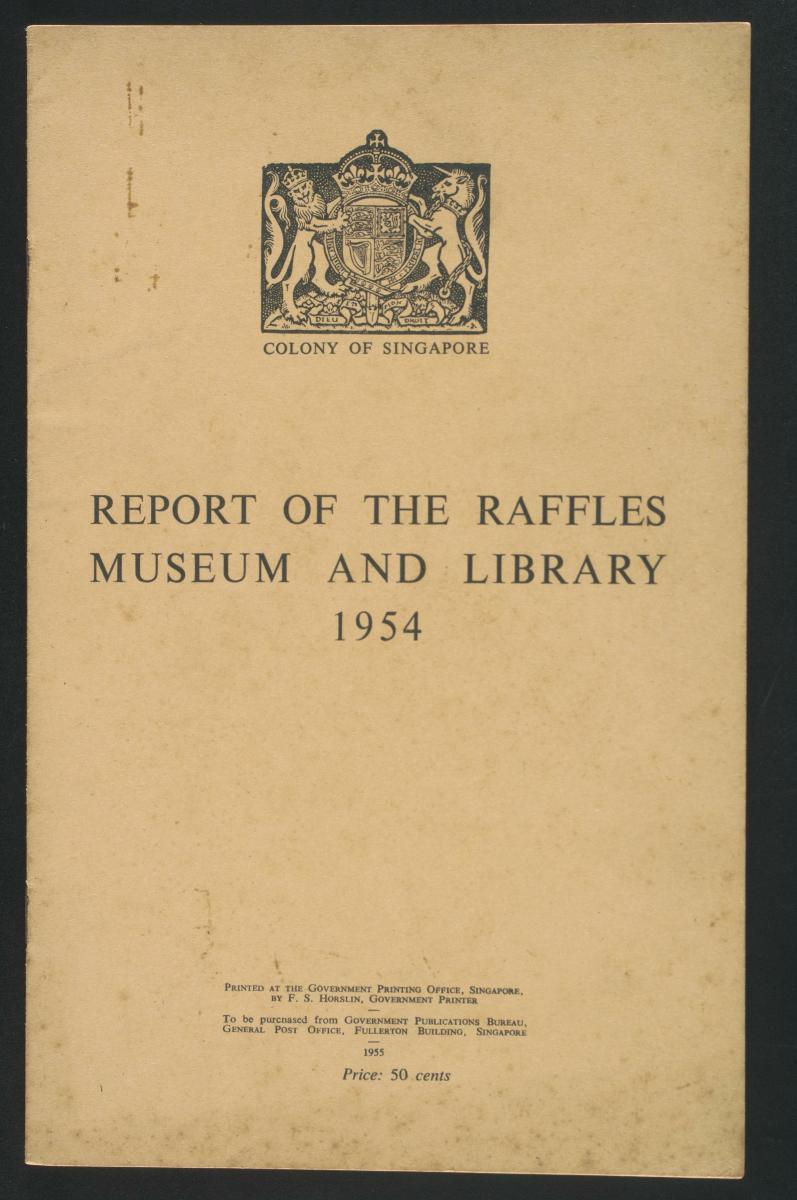 DIEU ET MON DROIT
COLONY OF SINGAPORE
REPORT OF THE RAFFLES
MUSEUM AND LIBRARY
1954
PRINTED AT THE GOVERNMENT PRINTING OFFICE, SINGAPORE,
BY F. S. HORSLIN, GOVERNMENT PRINTER
To be purchased from GOVERNMENT PUBLICATIONS BUREAU,
GENERAL POST OFFICE, FULLERTON BUILDING, SINGAPORE
1955
Price: 50 cents